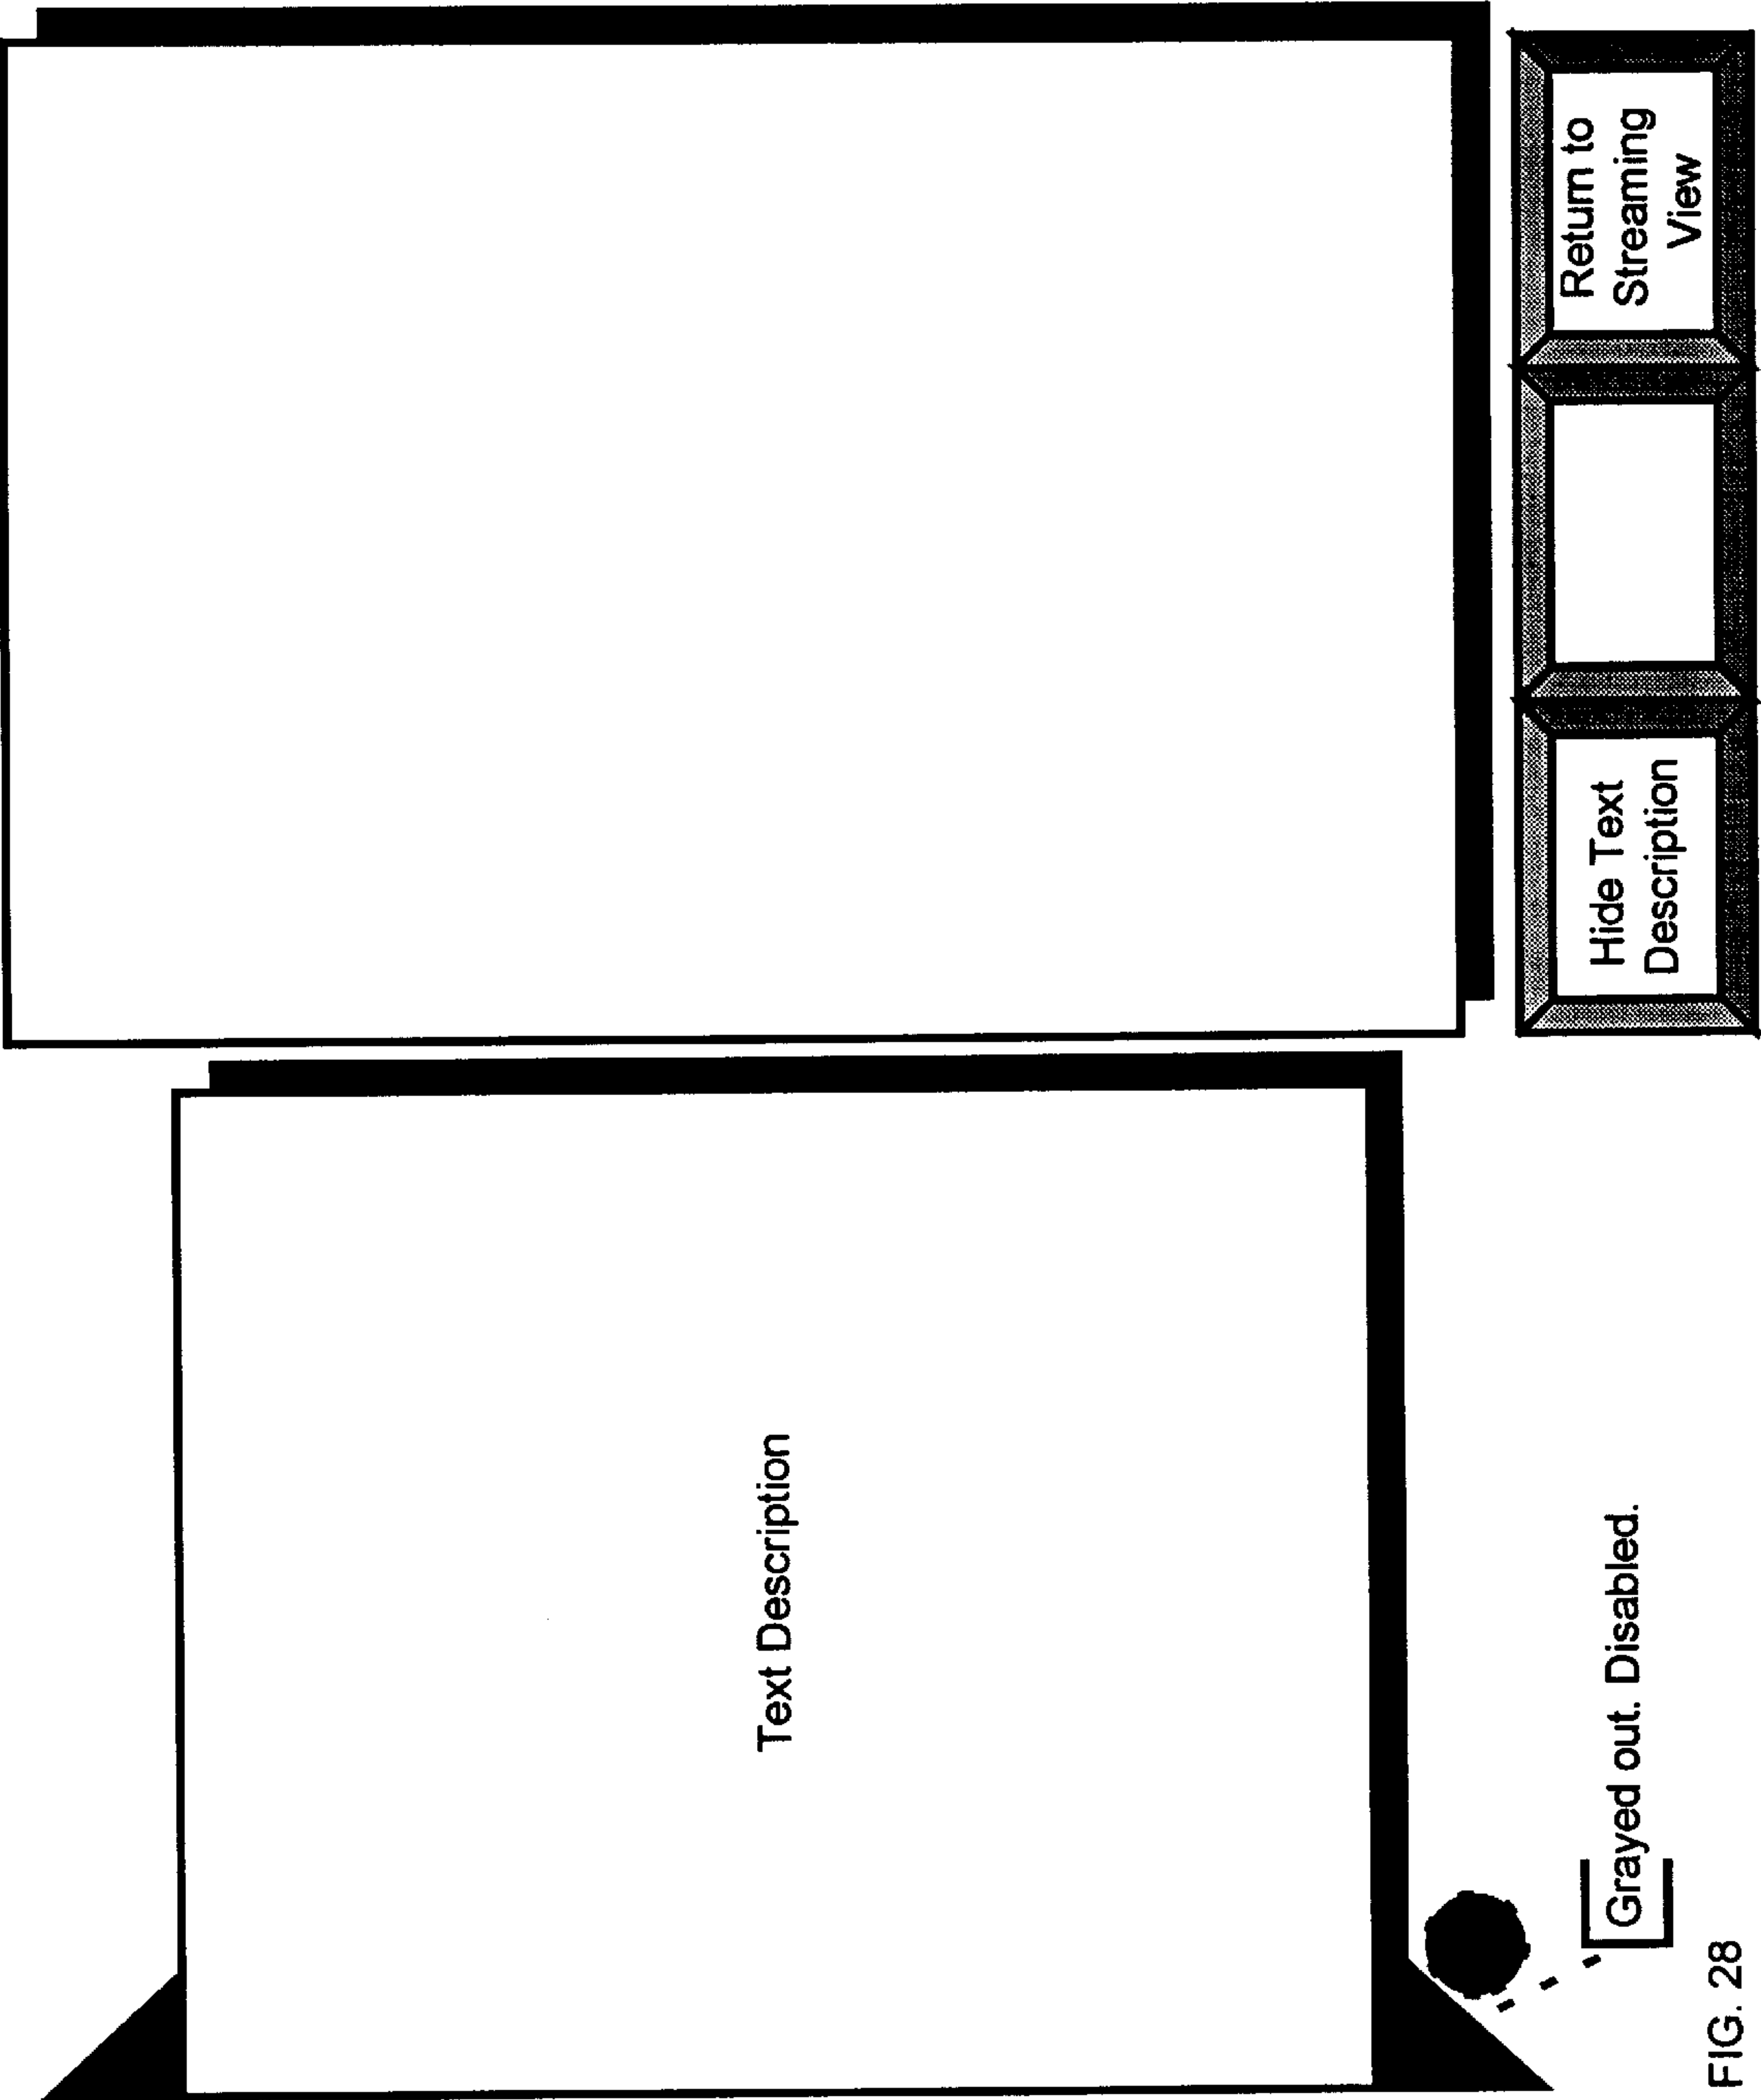 Text Description
Grayed out. Disabled.
Hide Text
Description
Return to
Streaming
View
FIG. 28